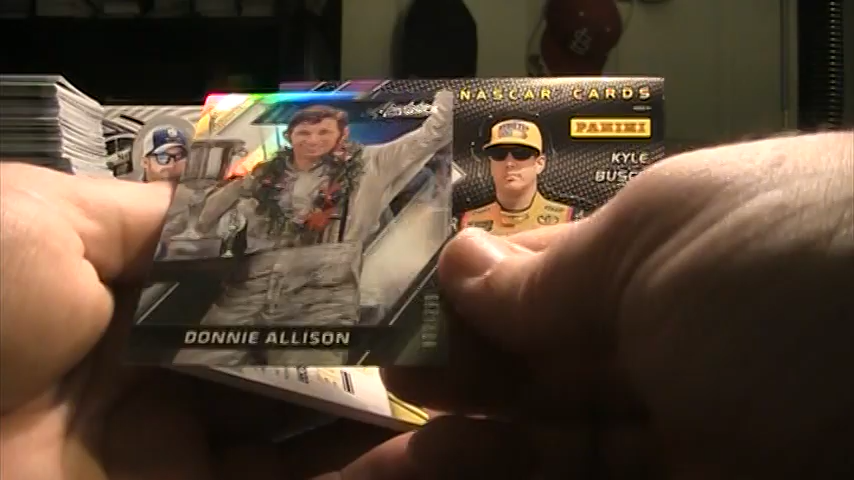 NASCAR CARDS
PANINI
KYLE
BUSC
DONNIE ALLISON